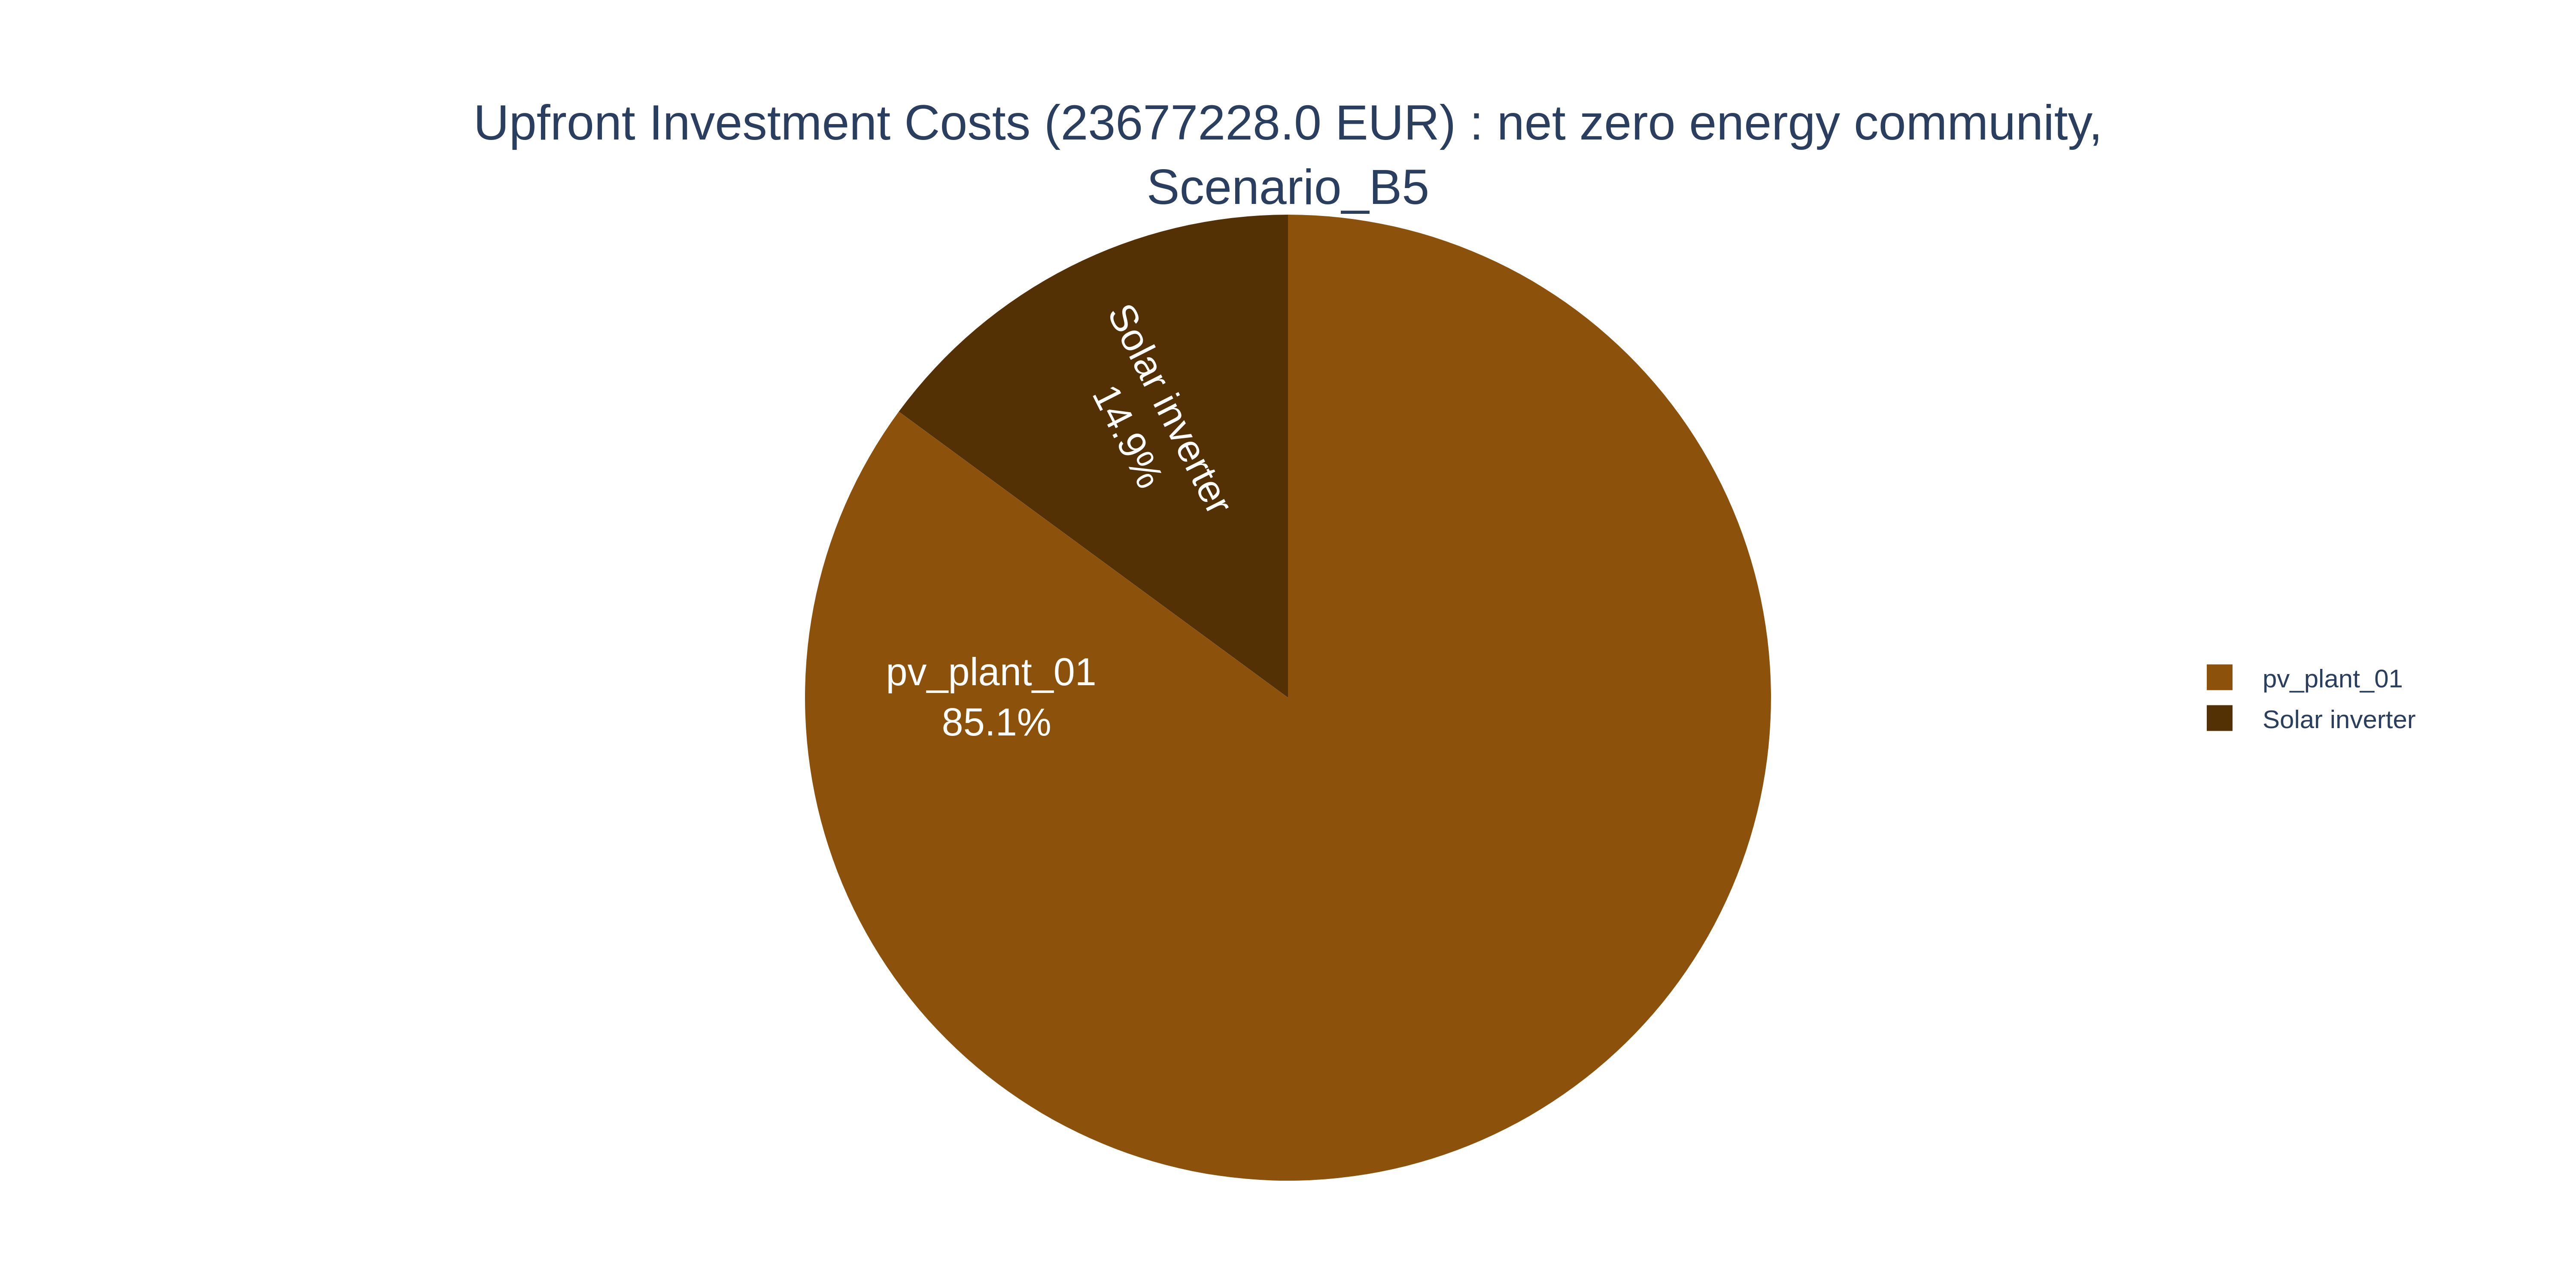 Upfront Investment Costs (23677228.0 EUR) : net zero energy community,
Scenario_B5
Solar inverter
14.9%
pv_plant_01
85.1%
pv_plant_01
Solar inverter